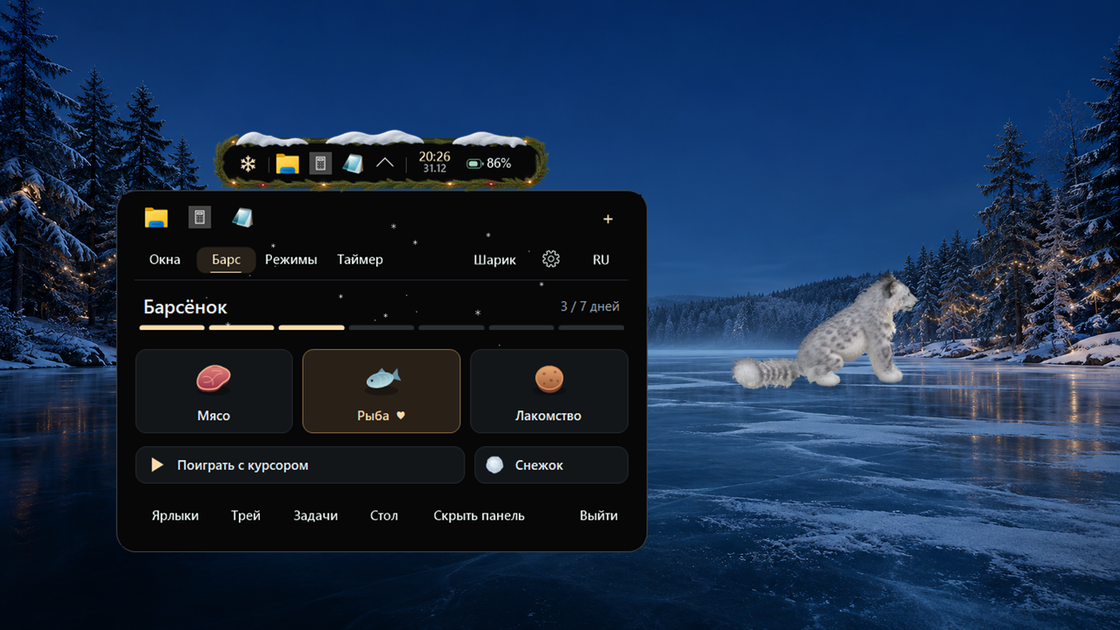 20:26
31.12
86%
+
Окна Барс Режимы Таймер Шарик RU
Барсёнок 3 / 7 дней
Мясо Рыба ♥ Лакомство
Поиграть с курсором Снежок
Ярлыки Трей Задачи Стол Скрыть панель Выйти